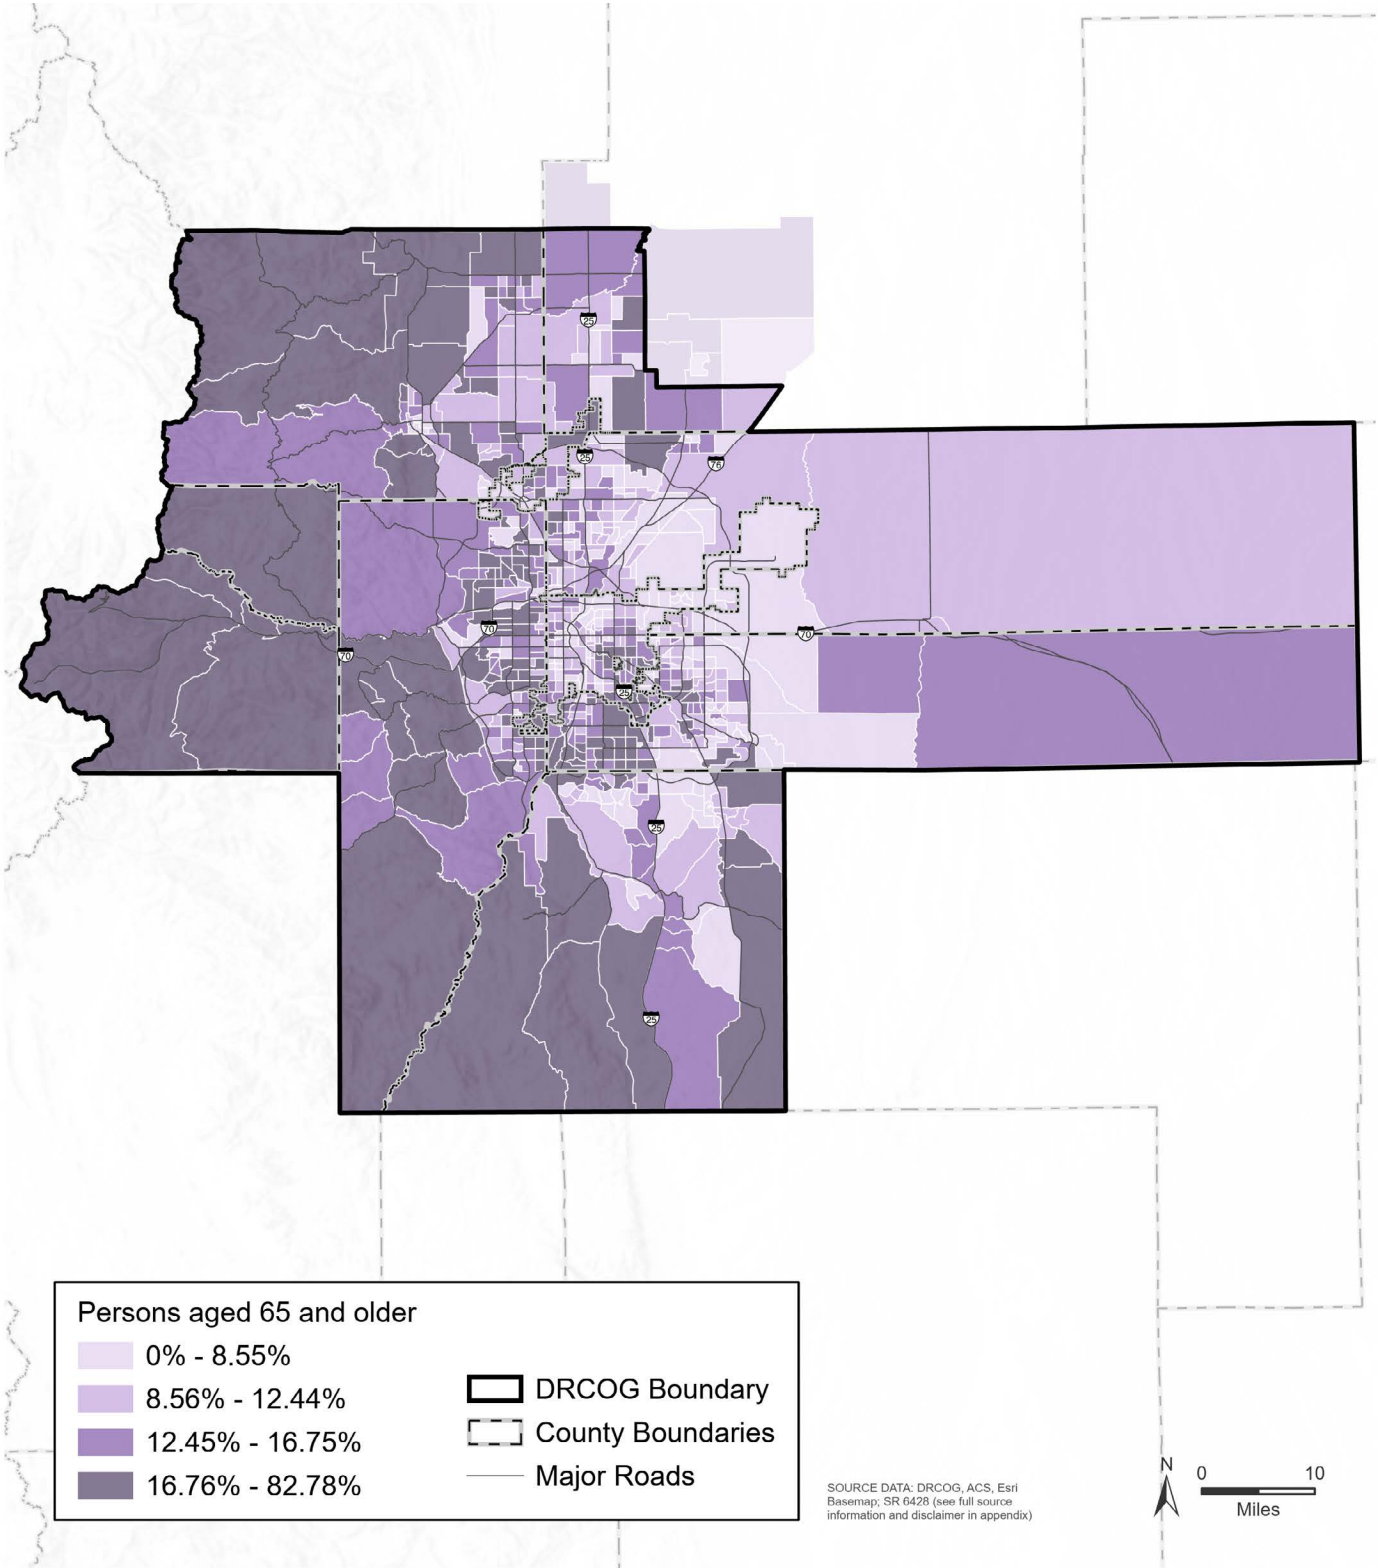 25
25
76
70
70
70
25
25
25
Persons aged 65 and older
0% - 8.55%
8.56% - 12.44%
12.45% - 16.75%
16.76% - 82.78%
DRCOG Boundary
County Boundaries
Major Roads
SOURCE DATA: DRCOG, ACS, Esri
Basemap; SR 6428 (see full source
information and disclaimer in appendix)
N
0 10
Miles